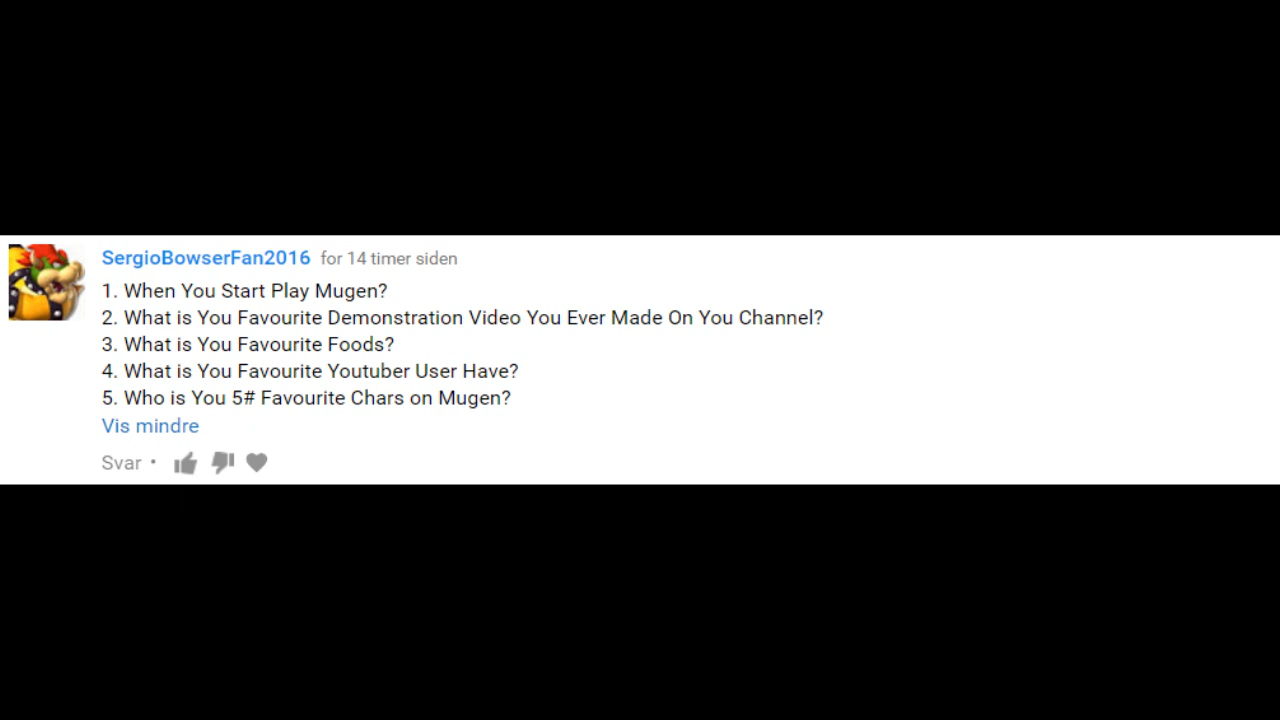 SergioBowserFan2016 for 14 timer siden
1. When You Start Play Mugen?
2. What is You Favourite Demonstration Video You Ever Made On You Channel?
3. What is You Favourite Foods?
4. What is You Favourite Youtuber User Have?
5. Who is You 5# Favourite Chars on Mugen?
Vis mindre
Svar •